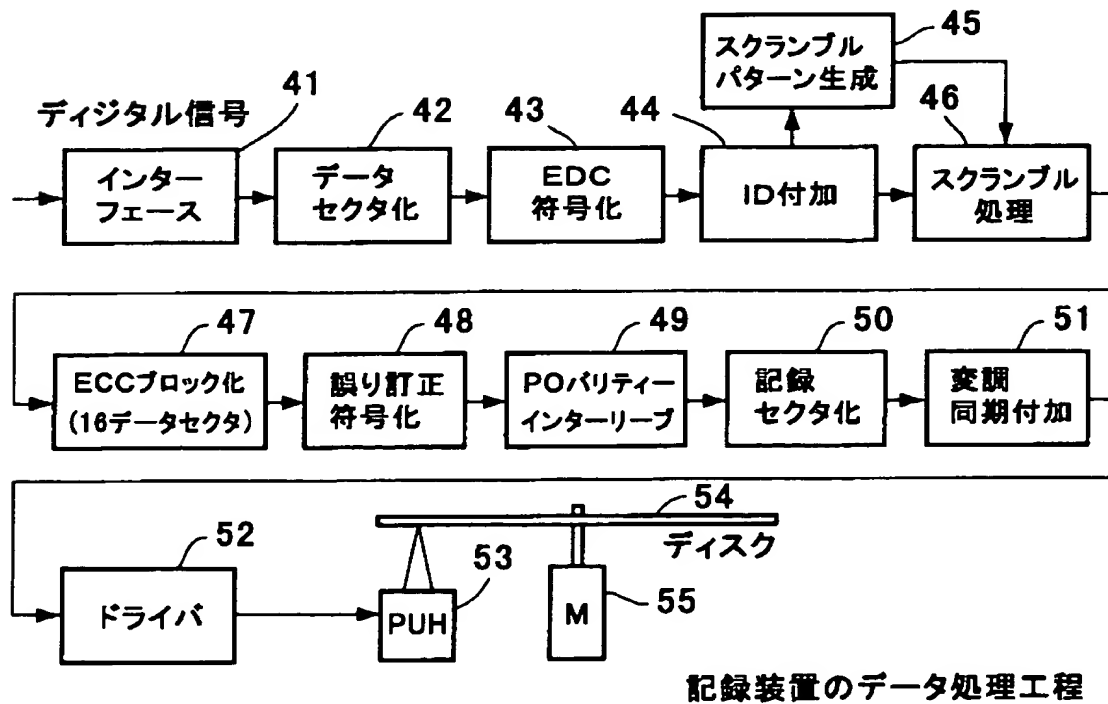 45
スクランブル
パターン生成
41
ディジタル信号
42
43
44
46
インター
フェース
データ
セクタ化
EDC
符号化
ID付加
スクランブル
処理
47
48
49
50
51
ECCブロック化
(16データセクタ)
誤り訂正
符号化
POパリティー
インターリーブ
記録
セクタ化
変調
同期付加
54
ディスク
52
53
55
ドライバ
PUH
M
記録装置のデータ処理工程